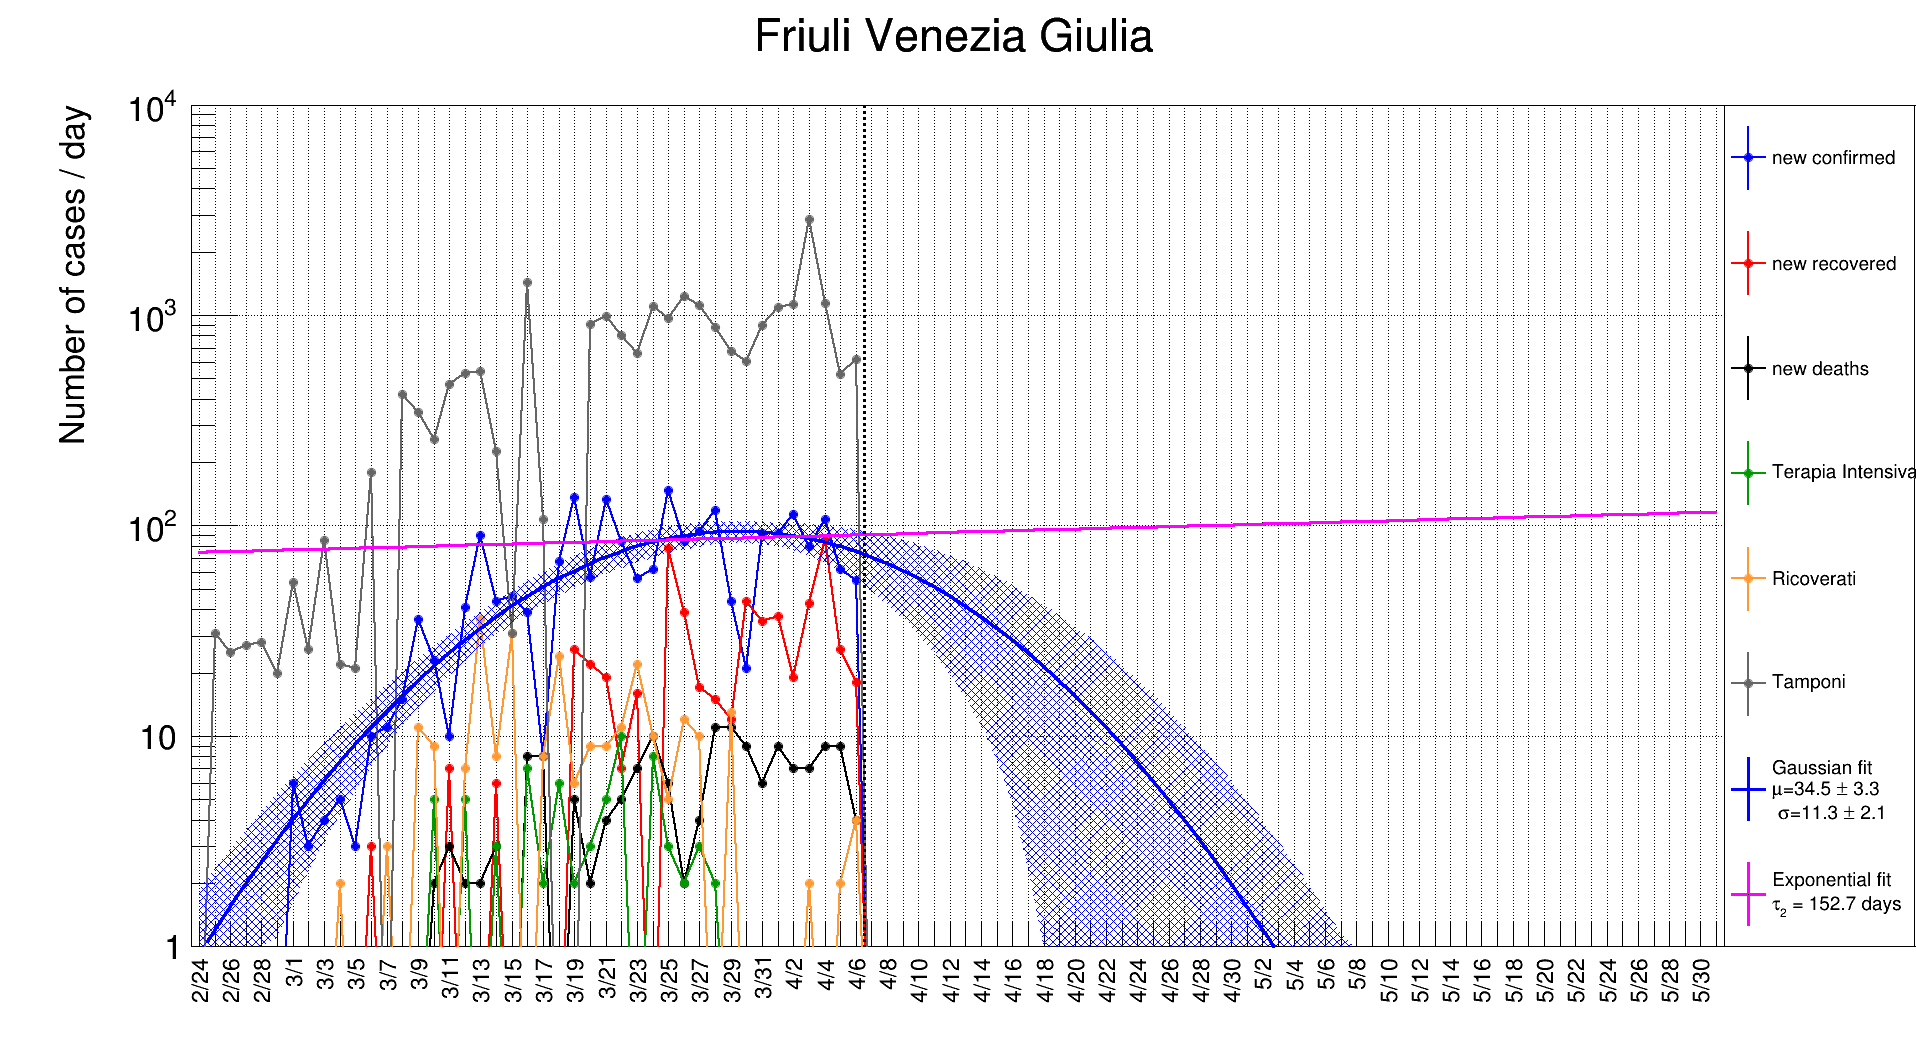 Friuli Venezia Giulia
Number of cases / day
10^4
10^3
10^2
10
1
2/24 2/26 2/28 3/1 3/3 3/5 3/7 3/9 3/11 3/13 3/15 3/17 3/19 3/21 3/23 3/25 3/27 3/29 3/31 4/2 4/4 4/6 4/8 4/10 4/12 4/14 4/16 4/18 4/20 4/22 4/24 4/26 4/28 4/30 5/2 5/4 5/6 5/8 5/10 5/12 5/14 5/16 5/18 5/20 5/22 5/24 5/26 5/28 5/30
new confirmed
new recovered
new deaths
Terapia Intensiva
Ricoverati
Tamponi
Gaussian fit
μ=34.5 ± 3.3
σ=11.3 ± 2.1
Exponential fit
τ₂ = 152.7 days